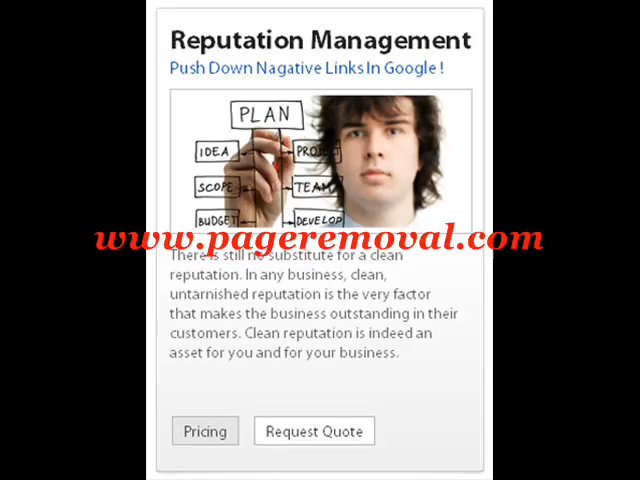 Reputation Management
Push Down Nagative Links In Google !
PLAN
IDEA
PROJECT
SCOPE
TEAM
BUDGET
DEVELOP
www.pageremoval.com
There is still no substitute for a clean
reputation. In any business, clean,
untarnished reputation is the very factor
that makes the business outstanding in their
customers. Clean reputation is indeed an
asset for you and for your business.
Pricing
Request Quote